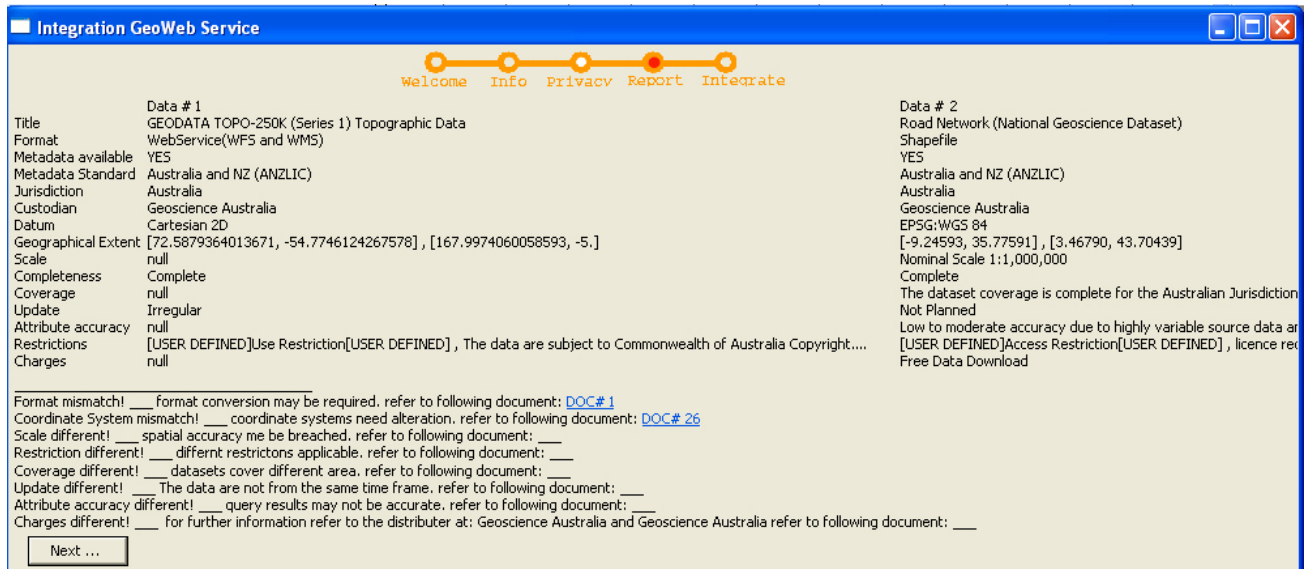 Integration GeoWeb Service
Welcome Info Privacy Report Integrate
Data # 1 Data # 2
Title GEODATA TOPO-250K (Series 1) Topographic Data Road Network (National Geoscience Dataset)
Format WebService(WFS and WMS) Shapefile
Metadata available YES YES
Metadata Standard Australia and NZ (ANZLIC) Australia and NZ (ANZLIC)
Jurisdiction Australia Australia
Custodian Geoscience Australia Geoscience Australia
Datum Cartesian 2D EPSG:WGS 84
Geographical Extent [72.5879364013671, -54.7746124267578] , [167.9974060058593, -5.] [-9.24593, 35.77591] , [3.46790, 43.70439]
Scale null Nominal Scale 1:1,000,000
Completeness Complete Complete
Coverage null The dataset coverage is complete for the Australian Jurisdiction
Update Irregular Not Planned
Attribute accuracy null Low to moderate accuracy due to highly variable source data ar
Restrictions [USER DEFINED]Use Restriction[USER DEFINED] , The data are subject to Commonwealth of Australia Copyright.... [USER DEFINED]Access Restriction[USER DEFINED] , licence rec
Charges null Free Data Download
Format mismatch! ___ format conversion may be required. refer to following document: DOC# 1
Coordinate System mismatch! ___ coordinate systems need alteration. refer to following document: DOC# 26
Scale different! ___ spatial accuracy me be breached. refer to following document: ___
Restriction different! ___ differnt restrictons applicable. refer to following document: ___
Coverage different! ___ datasets cover different area. refer to following document: ___
Update different! ___ The data are not from the same time frame. refer to following document: ___
Attribute accuracy different! ___ query results may not be accurate. refer to following document: ___
Charges different! ___ for further information refer to the distributer at: Geoscience Australia and Geoscience Australia refer to following document: ___
Next ...